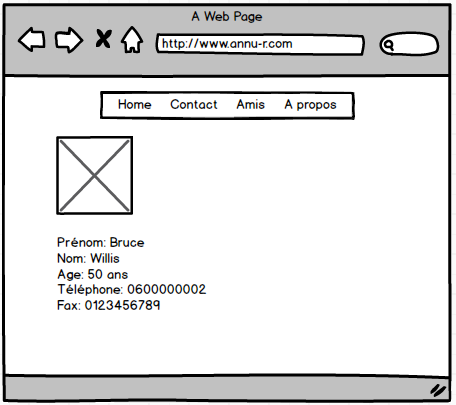 A Web Page
http://www.annu-r.com
Home Contact Amis A propos
Prénom: Bruce
Nom: Willis
Age: 50 ans
Téléphone: 0600000002
Fax: 0123456789